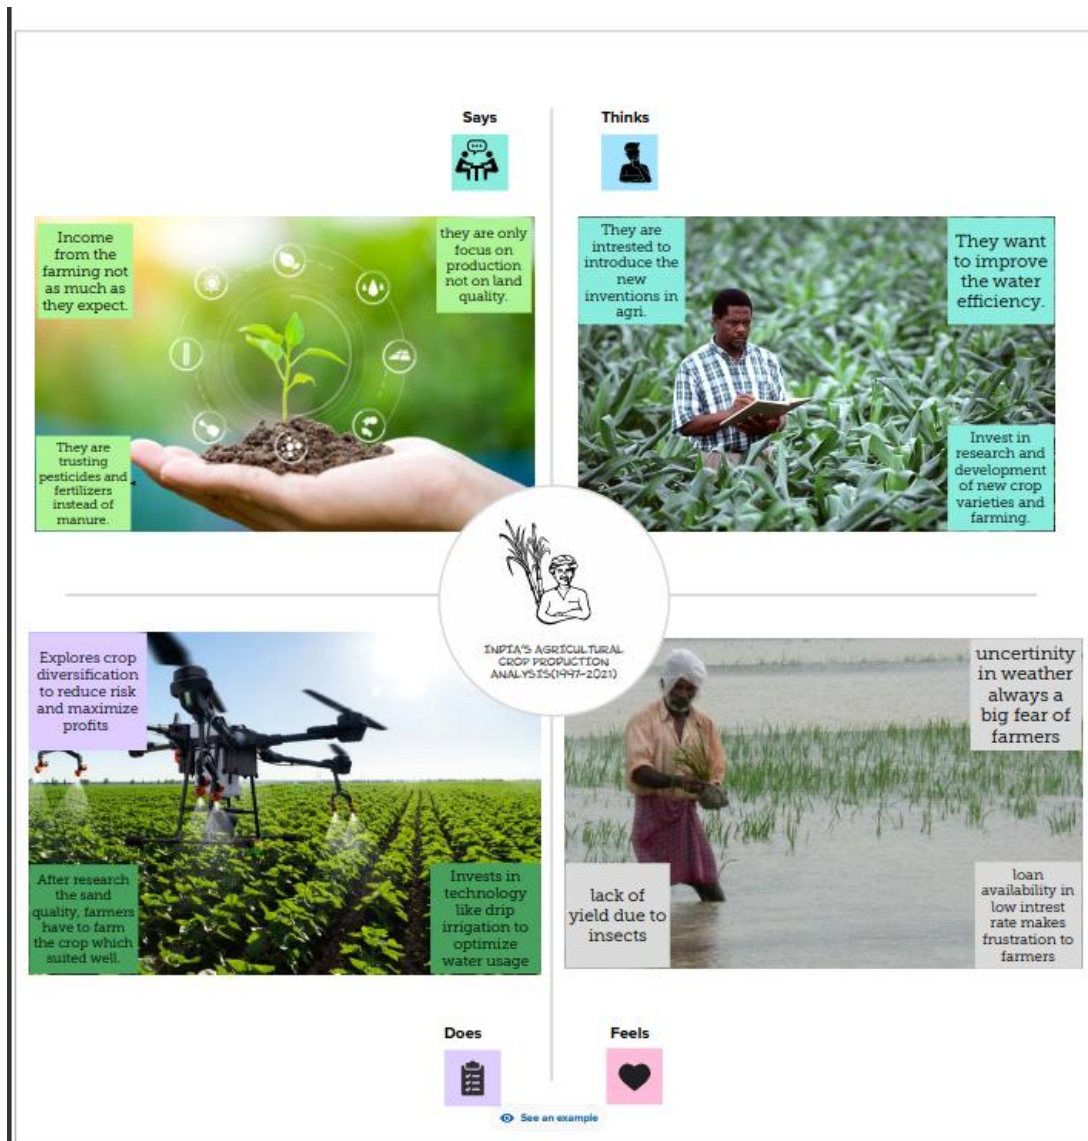 Says
Thinks
Income
from the
farming not
as much as
they expect.
they are only
focus on
production
not on land
quality.
They are
trusting
pesticides and
fertilizers
instead of
manure.
They are
intrested to
introduce the
new
inventions in
agri.
They want
to improve
the water
efficiency.
Invest in
research and
development
of new crop
varieties and
farming.
INDIA'S AGRICULTURAL
CROP PRODUCTION
ANALYSIS(1997-2021)
Explores crop
diversification
to reduce risk
and maximize
profits
After research
the sand
quality, farmers
have to farm
the crop which
suited well.
Invests in
technology
like drip
irrigation to
optimize
water usage
uncertinity
in weather
always a
big fear of
farmers
lack of
yield due to
insects
loan
availability in
low intrest
rate makes
frustration to
farmers
Does
Feels
See an example